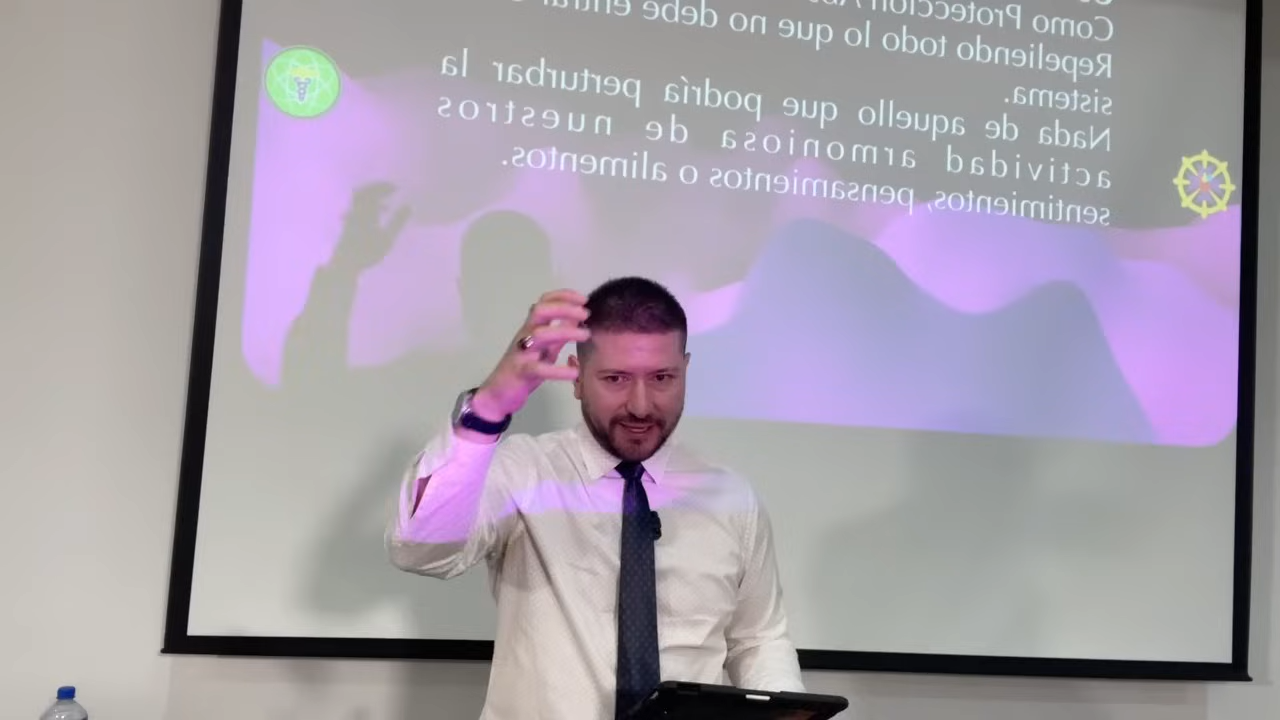 Como Protección
Repeliendo todo lo que no debe entrar
sistema.
Nada de aquello que podría perturbar la
actividad armoniosa de nuestros
sentimientos, pensamientos o alimentos.